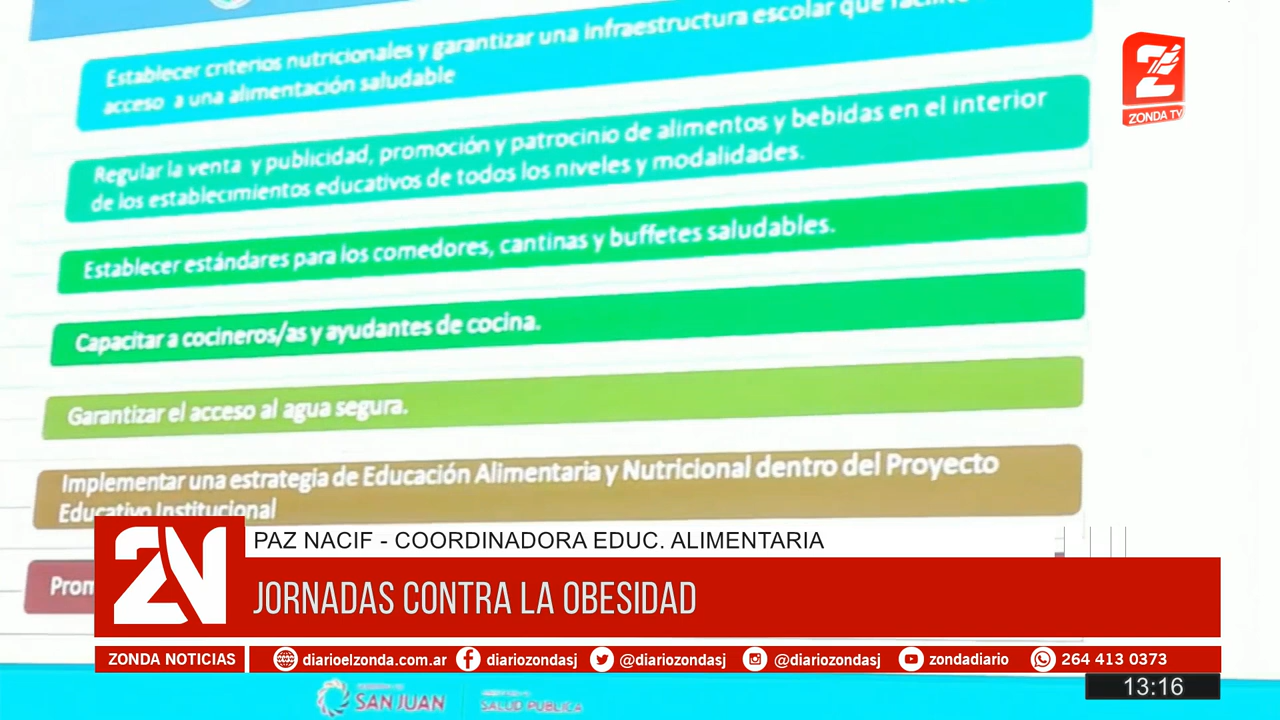 Establecer criterios nutricionales y garantizar una infraestructura escolar que facilite
acceso a una alimentación saludable
ZONDA TV
Regular la venta y publicidad, promoción y patrocinio de alimentos y bebidas en el interior
de los establecimientos educativos de todos los niveles y modalidades.
Establecer estándares para los comedores, cantinas y buffetes saludables.
Capacitar a cocineros/as y ayudantes de cocina.
Garantizar el acceso al agua segura.
Implementar una estrategia de Educación Alimentaria y Nutricional dentro del Proyecto
Educativo Institucional
PAZ NACIF - COORDINADORA EDUC. ALIMENTARIA
Prom
ZN
JORNADAS CONTRA LA OBESIDAD
ZONDA NOTICIAS
diarioelzonda.com.ar
diariozondasj
@diariozondasj
@diariozondasj
zondadiario
264 413 0373
13:16
SAN JUAN
SALUD PÚBLICA